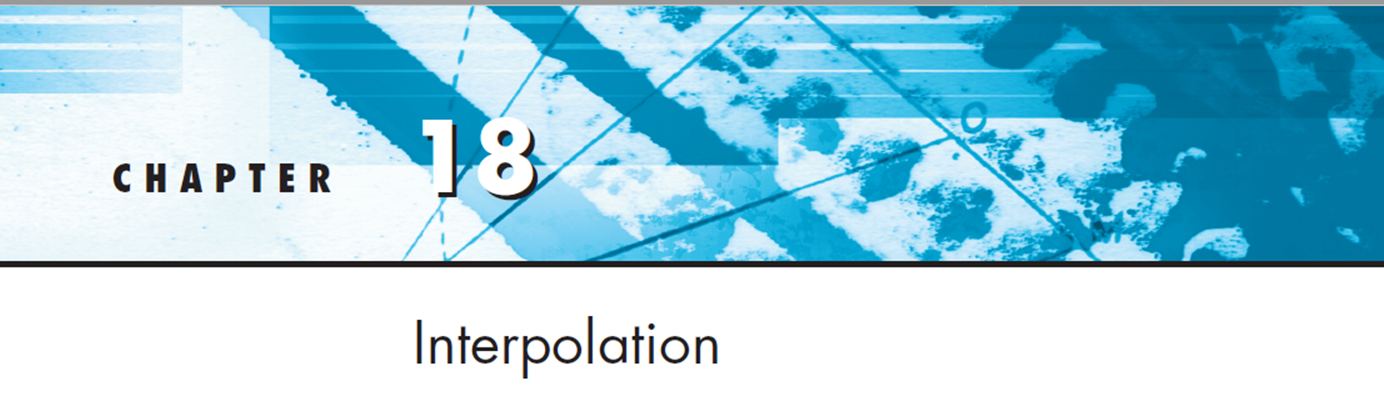 CHAPTER 18
Interpolation